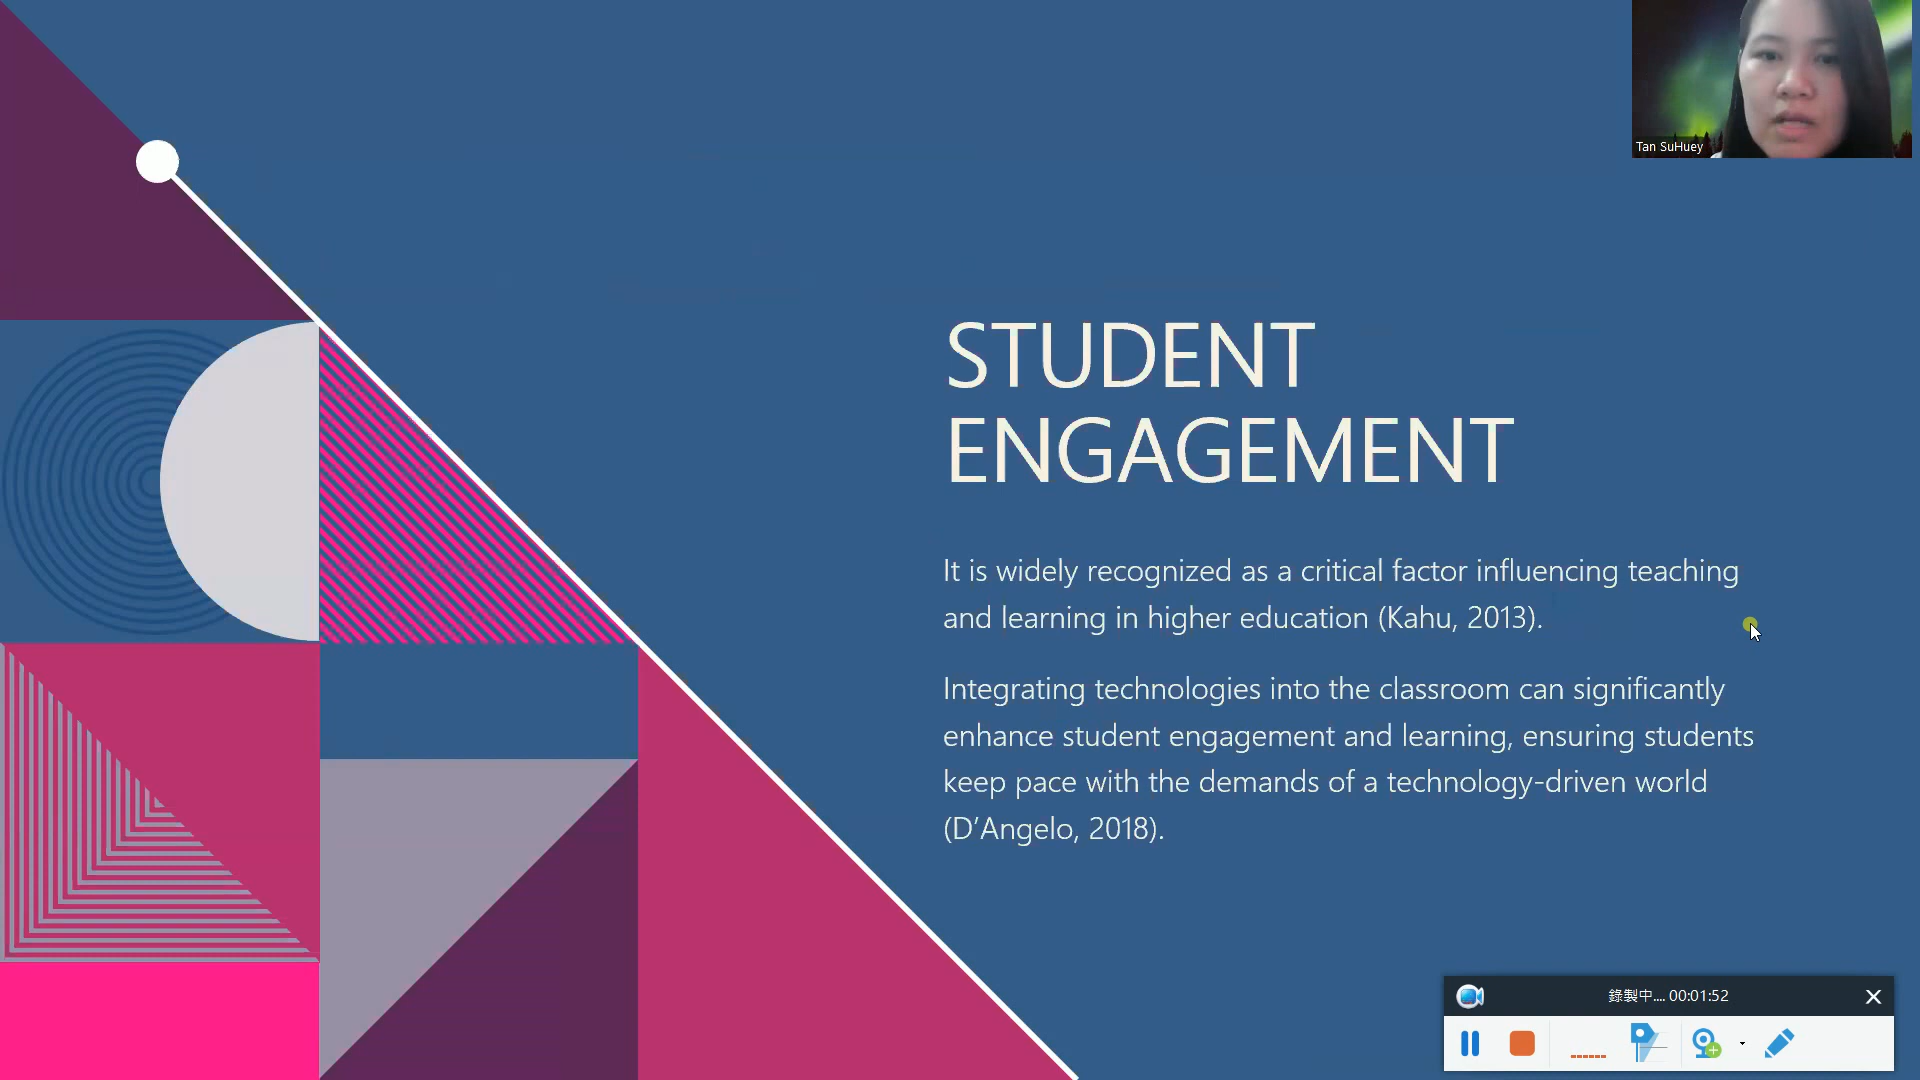 Tan SuHuey
STUDENT
ENGAGEMENT
It is widely recognized as a critical factor influencing teaching
and learning in higher education (Kahu, 2013).
Integrating technologies into the classroom can significantly
enhance student engagement and learning, ensuring students
keep pace with the demands of a technology-driven world
(D’Angelo, 2018).
錄製中.... 00:01:52